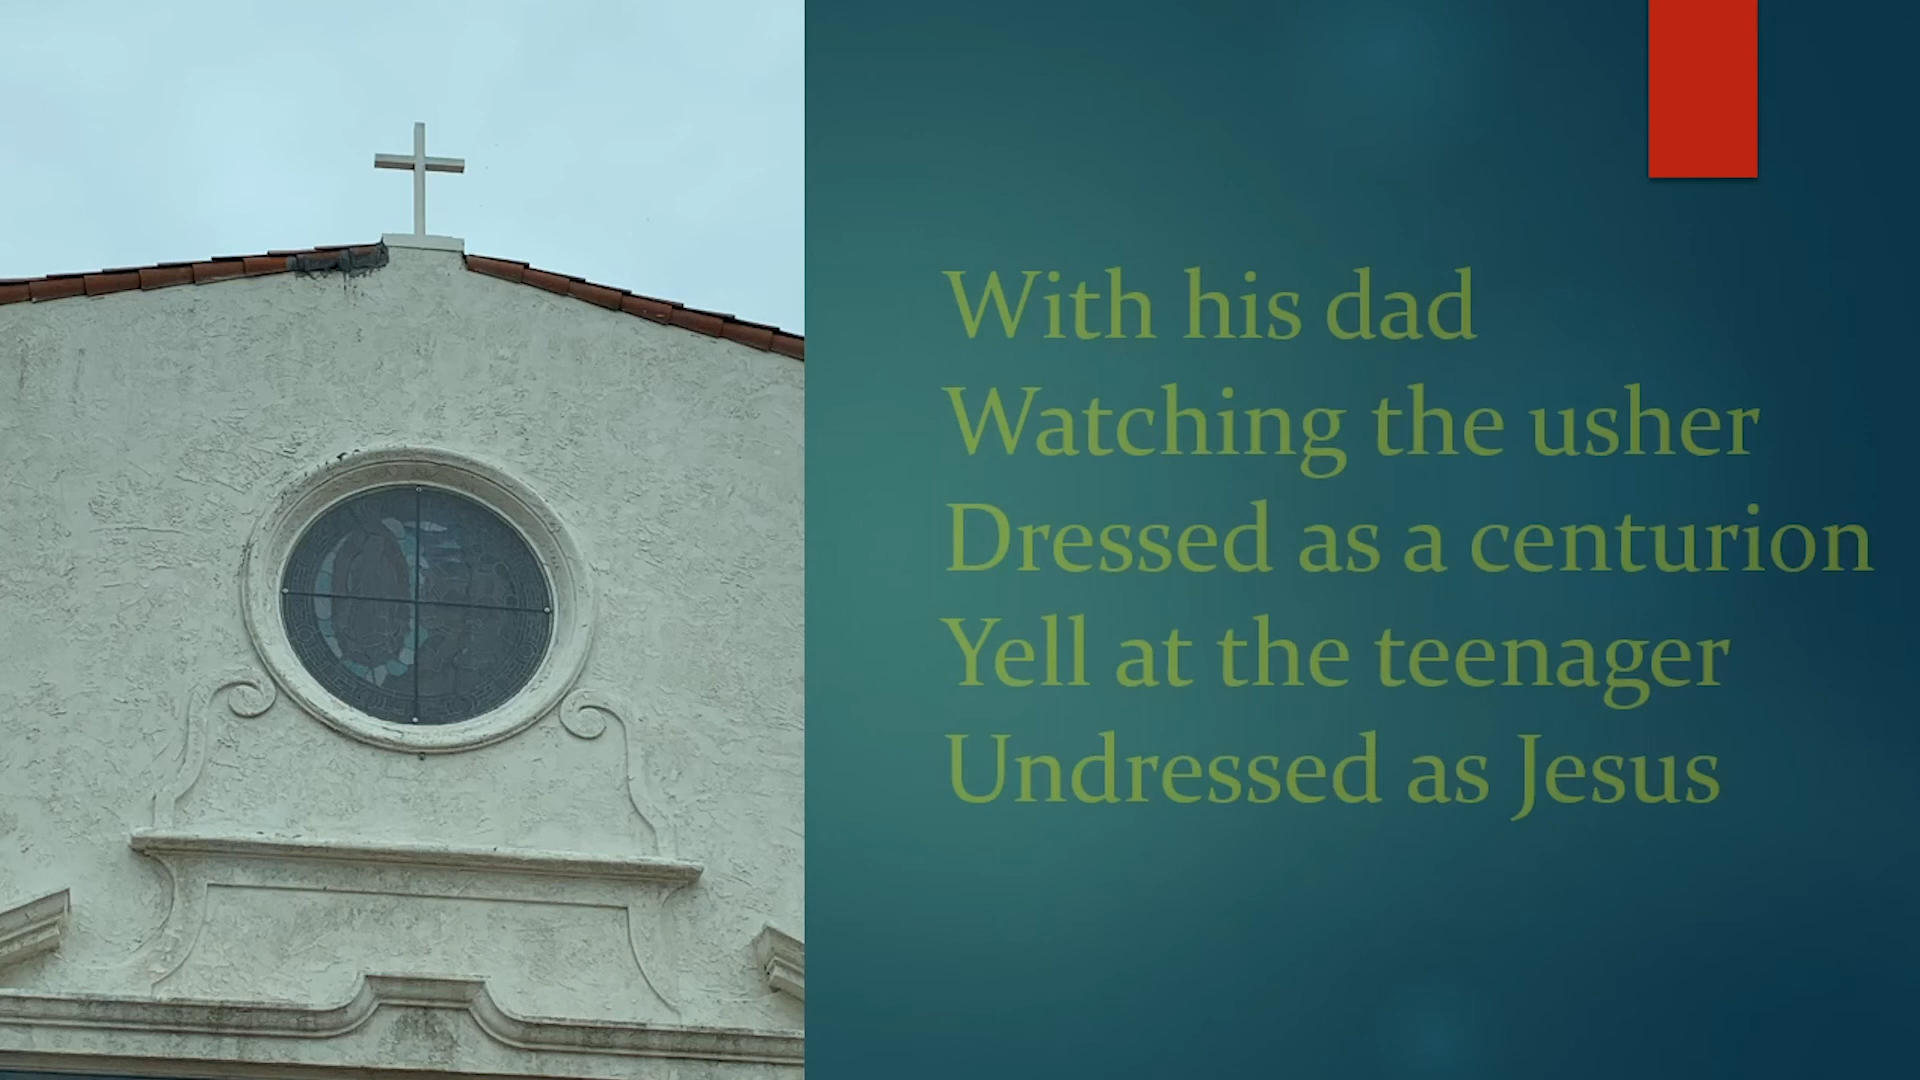 With his dad
Watching the usher
Dressed as a centurion
Yell at the teenager
Undressed as Jesus